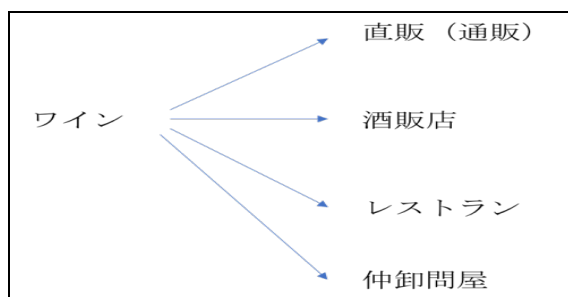 直販（通販）
ワイン
酒販店
レストラン
仲卸問屋